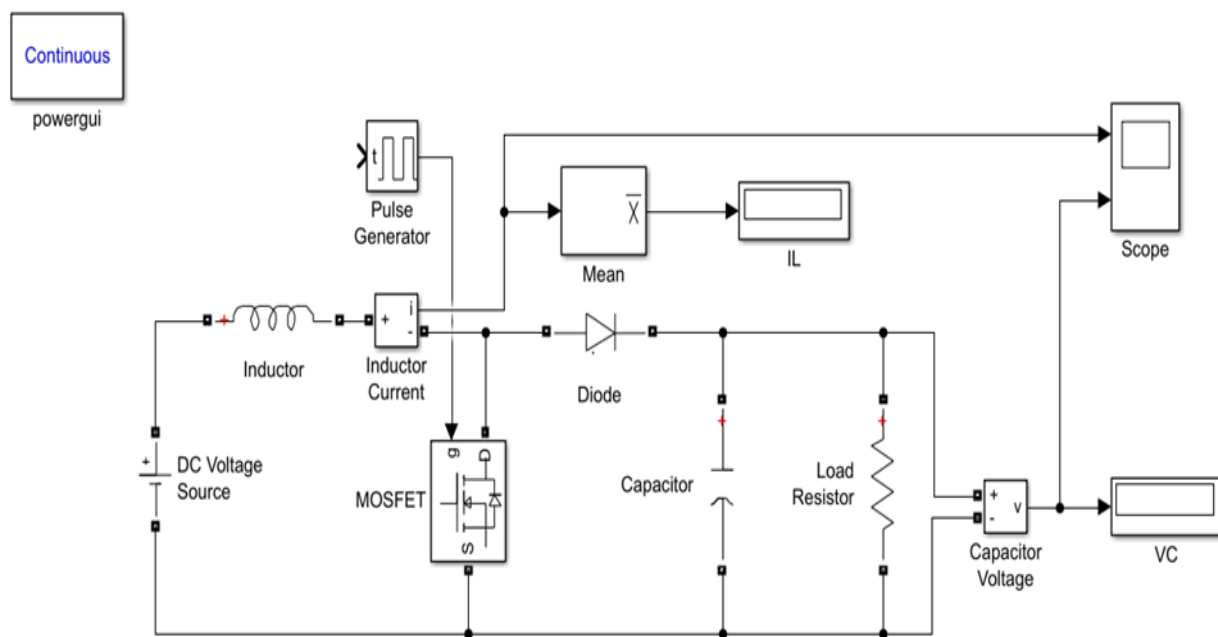 Continuous
powergui
t
Pulse
Generator
X
Mean
IL
Scope
+
Inductor
+
i
-
Inductor
Current
Diode
+
DC Voltage
Source
g
D
S
MOSFET
+
Capacitor
+
Load
Resistor
+
-
v
Capacitor
Voltage
VC